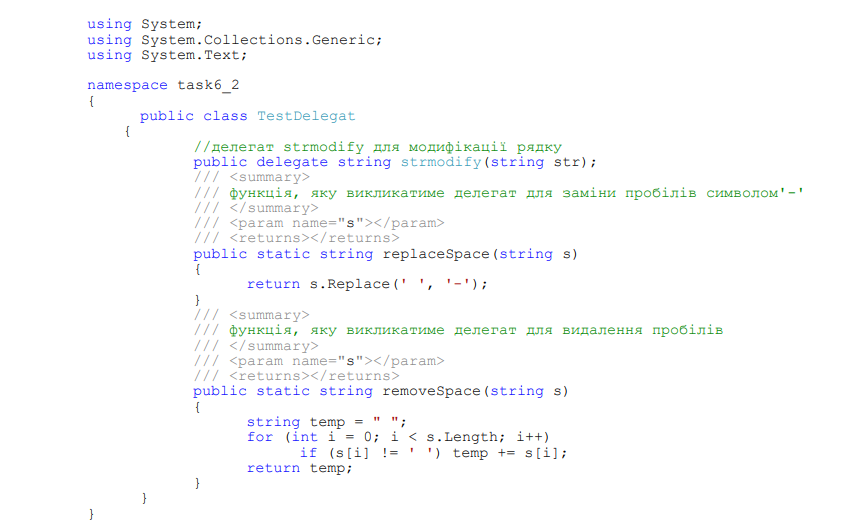 using System;
using System.Collections.Generic;
using System.Text;
namespace task6_2
{
public class TestDelegat
{
//делегат strmodify для модифікації рядку
public delegate string strmodify(string str);
/// <summary>
/// функція, яку викликатиме делегат для заміни пробілів символом'-'
/// </summary>
/// <param name="s"></param>
/// <returns></returns>
public static string replaceSpace(string s)
{
return s.Replace(' ', '-');
}
/// <summary>
/// функція, яку викликатиме делегат для видалення пробілів
/// </summary>
/// <param name="s"></param>
/// <returns></returns>
public static string removeSpace(string s)
{
string temp = " ";
for (int i = 0; i < s.Length; i++)
if (s[i] != ' ') temp += s[i];
return temp;
}
}
}